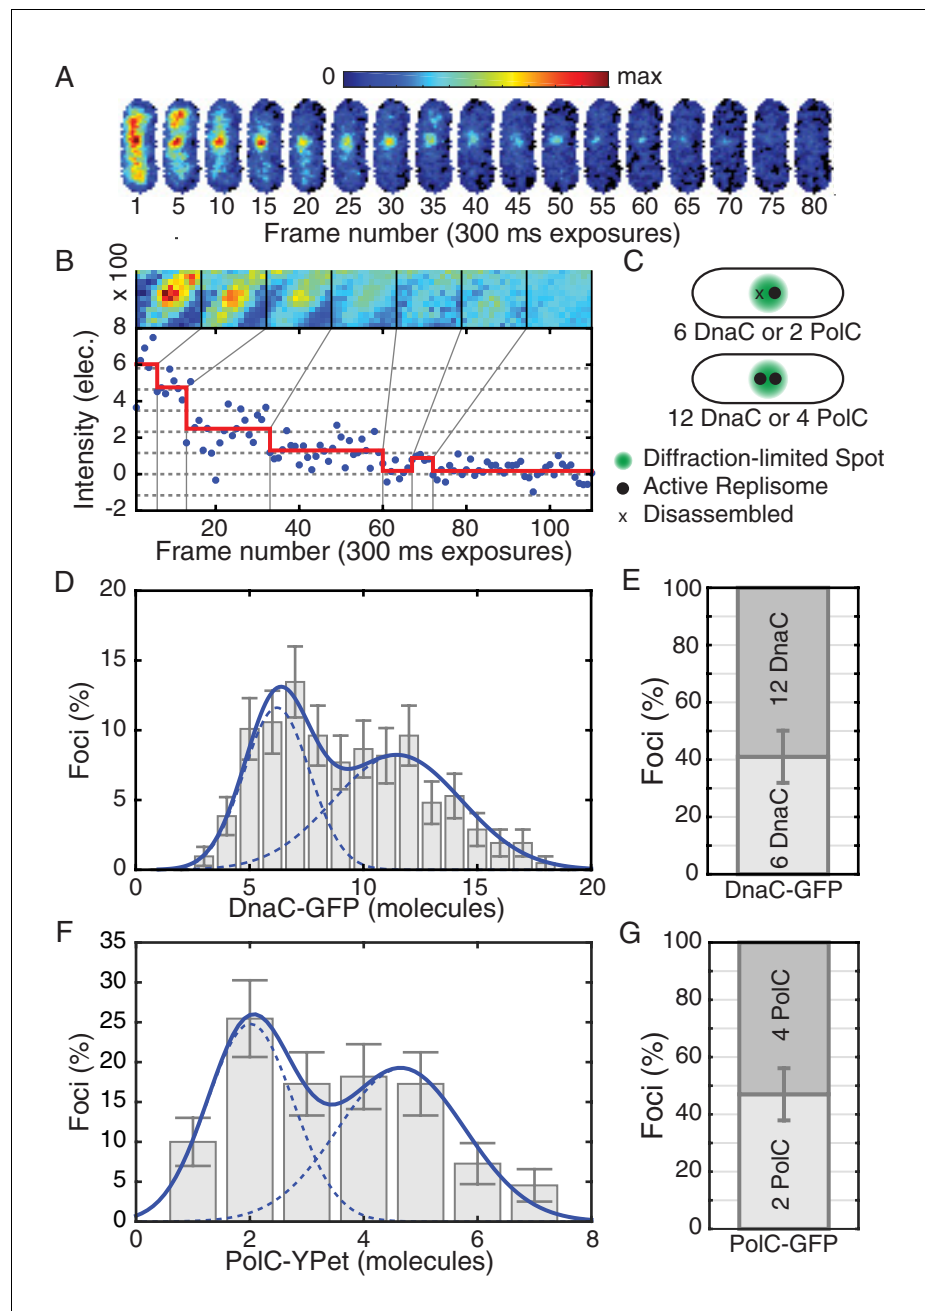 A
0 max
1 5 10 15 20 25 30 35 40 45 50 55 60 65 70 75 80
Frame number (300 ms exposures)
B
x 100
8
6
4
2
0
-2
Intensity (elec.)
20 40 60 80 100
Frame number (300 ms exposures)
C
x
6 DnaC or 2 PolC
12 DnaC or 4 PolC
Diffraction-limited Spot
Active Replisome
x Disassembled
D
20
15
10
5
0
Foci (%)
0 5 10 15 20
DnaC-GFP (molecules)
E
100
80
60
40
20
0
Foci (%)
12 DnaC
6 DnaC
DnaC-GFP
F
35
30
25
20
15
10
5
0
Foci (%)
0 2 4 6 8
PolC-YPet (molecules)
G
100
80
60
40
20
0
Foci (%)
4 PolC
2 PolC
PolC-GFP